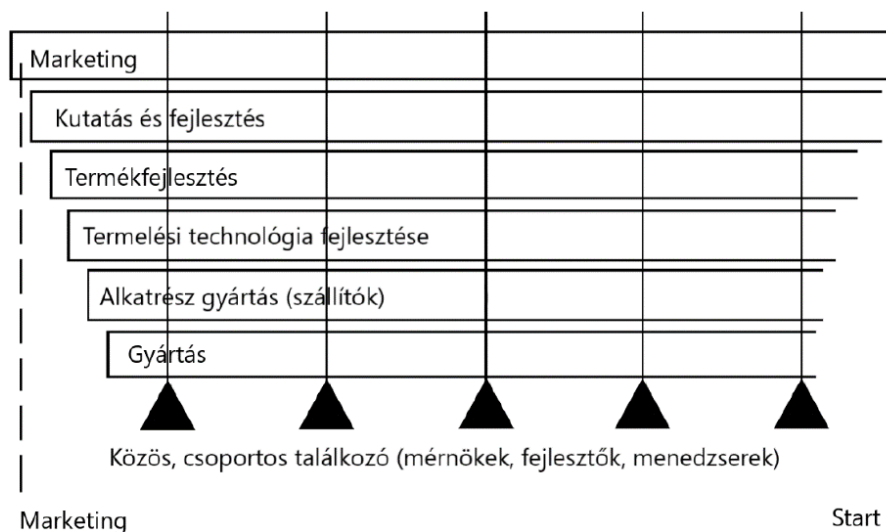 Marketing
Kutatás és fejlesztés
Termékfejlesztés
Termelési technológia fejlesztése
Alkatrész gyártás (szállítók)
Gyártás
Közös, csoportos találkozó (mérnökek, fejlesztők, menedzserek)
Marketing
Start